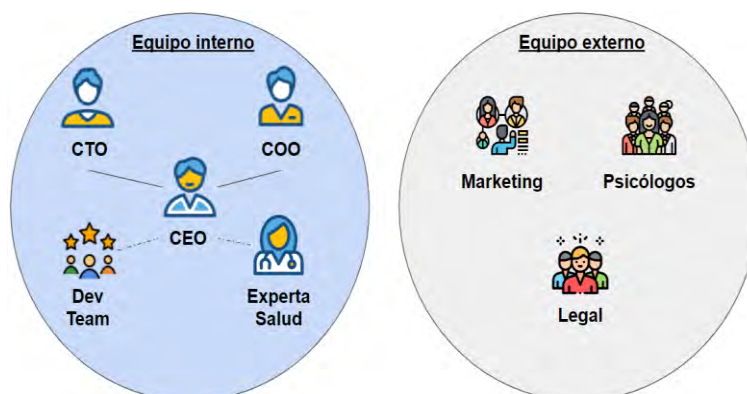 Equipo interno
Equipo externo
CTO
COO
Marketing
Psicólogos
CEO
Dev
Team
Experta
Salud
Legal